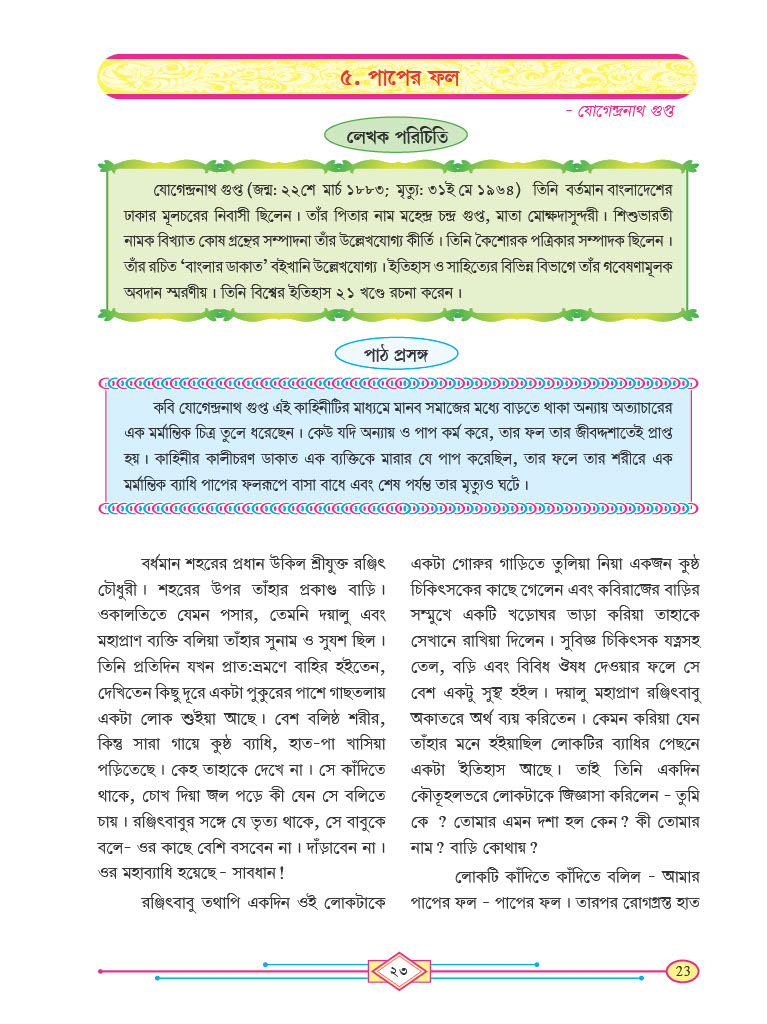 ৫. পাপের ফল
- যোগেন্দ্রনাথ গুপ্ত
লেখক পরিচিতি
যোগেন্দ্রনাথ গুপ্ত (জন্ম: ২২শে মার্চ ১৮৮৩; মৃত্যু: ৩১ই মে ১৯৬৪) তিনি বর্তমান বাংলাদেশের
ঢাকার মূলচরের নিবাসী ছিলেন। তাঁর পিতার নাম মহেন্দ্র চন্দ্র গুপ্ত, মাতা মোক্ষদাসুন্দরী। শিশুভারতী
নামক বিখ্যাত কোষ গ্রন্থের সম্পাদনা তাঁর উল্লেখযোগ্য কীর্তি। তিনি কৈশোরক পত্রিকার সম্পাদক ছিলেন।
তাঁর রচিত ‘বাংলার ডাকাত’ বইখানি উল্লেখযোগ্য। ইতিহাস ও সাহিত্যের বিভিন্ন বিভাগে তাঁর গবেষণামূলক
অবদান স্মরণীয়। তিনি বিশ্বের ইতিহাস ২১ খণ্ডে রচনা করেন।
পাঠ প্রসঙ্গ
কবি যোগেন্দ্রনাথ গুপ্ত এই কাহিনীটির মাধ্যমে মানব সমাজের মধ্যে বাড়তে থাকা অন্যায় অত্যাচারের
এক মর্মান্তিক চিত্র তুলে ধরেছেন। কেউ যদি অন্যায় ও পাপ কর্ম করে, তার ফল তার জীবদ্দশাতেই প্রাপ্ত
হয়। কাহিনীর কালীচরণ ডাকাত এক ব্যক্তিকে মারার যে পাপ করেছিল, তার ফলে তার শরীরে এক
মর্মান্তিক ব্যাধি পাপের ফলরূপে বাসা বাধে এবং শেষ পর্যন্ত তার মৃত্যুও ঘটে।
বর্ধমান শহরের প্রধান উকিল শ্রীযুক্ত রঞ্জিৎ
চৌধুরী। শহরের উপর তাঁহার প্রকাণ্ড বাড়ি।
ওকালতিতে যেমন পসার, তেমনি দয়ালু এবং
মহাপ্রাণ ব্যক্তি বলিয়া তাঁহার সুনাম ও সুযশ ছিল।
তিনি প্রতিদিন যখন প্রাত:ভ্রমণে বাহির হইতেন,
দেখিতেন কিছু দূরে একটা পুকুরের পাশে গাছতলায়
একটা লোক শুইয়া আছে। বেশ বলিষ্ঠ শরীর,
কিন্তু সারা গায়ে কুষ্ঠ ব্যাধি, হাত-পা খাসিয়া
পড়িতেছে। কেহ তাহাকে দেখে না। সে কাঁদিতে
থাকে, চোখ দিয়া জল পড়ে কী যেন সে বলিতে
চায়। রঞ্জিৎবাবুর সঙ্গে যে ভৃত্য থাকে, সে বাবুকে
বলে- ওর কাছে বেশি বসবেন না। দাঁড়াবেন না।
ওর মহাব্যাধি হয়েছে - সাবধান!
রঞ্জিৎবাবু তথাপি একদিন ওই লোকটাকে
একটা গোরুর গাড়িতে তুলিয়া নিয়া একজন কুষ্ঠ
চিকিৎসকের কাছে গেলেন এবং কবিরাজের বাড়ির
সম্মুখে একটি খড়োঘর ভাড়া করিয়া তাহাকে
সেখানে রাখিয়া দিলেন। সুবিজ্ঞ চিকিৎসক যত্নসহ
তেল, বড়ি এবং বিবিধ ঔষধ দেওয়ার ফলে সে
বেশ একটু সুস্থ হইল। দয়ালু মহাপ্রাণ রঞ্জিৎবাবু
অকাতরে অর্থ ব্যয় করিতেন। কেমন করিয়া যেন
তাঁহার মনে হইয়াছিল লোকটির ব্যাধির পেছনে
একটা ইতিহাস আছে। তাই তিনি একদিন
কৌতূহলভরে লোকটাকে জিজ্ঞাসা করিলেন - তুমি
কে ? তোমার এমন দশা হল কেন? কী তোমার
নাম? বাড়ি কোথায়?
লোকটি কাঁদিতে কাঁদিতে বলিল - আমার
পাপের ফল - পাপের ফল। তারপর রোগগ্রস্ত হাত
২৩
23